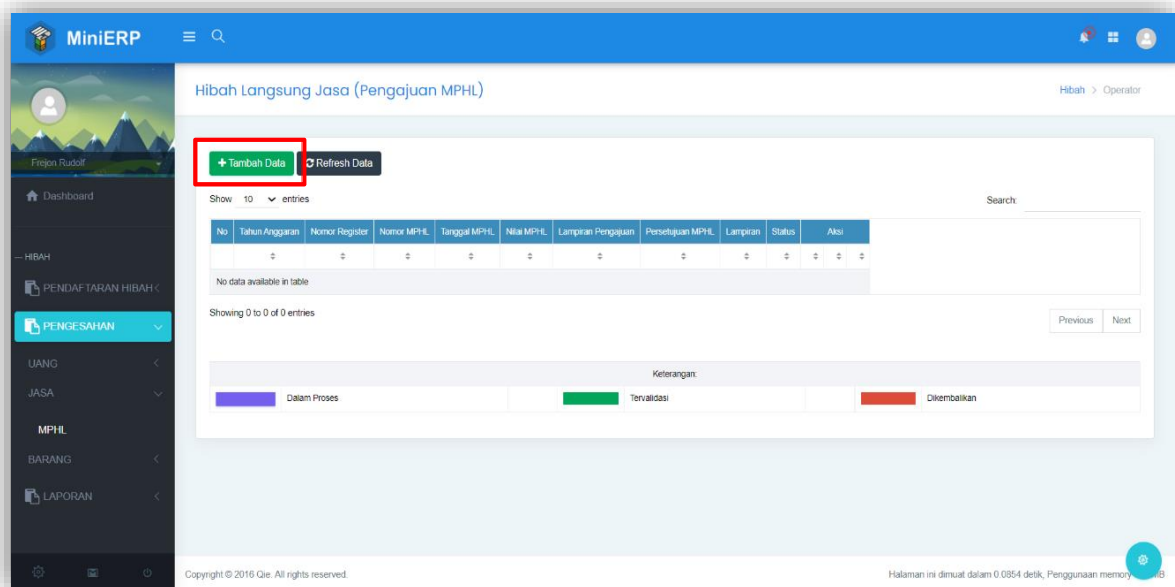 MiniERP
Hibah Langsung Jasa (Pengajuan MPHL)
Hibah > Operator
Frejon Rudolf
Tambah Data
Refresh Data
Dashboard
Show 10 entries
Search:
No Tahun Anggaran Nomor Register Nomor MPHL Tanggal MPHL Nilai MPHL Lampiran Pengajuan Persetujuan MPHL Lampiran Status Aksi
HIBAH
No data available in table
PENDAFTARAN HIBAH
Showing 0 to 0 of 0 entries
Previous Next
PENGESAHAN
UANG
Keterangan:
JASA
Dalam Proses Tervalidasi Dikembalikan
MPHL
BARANG
LAPORAN
Copyright © 2016 Qie. All rights reserved.
Halaman ini dimuat dalam 0.0854 detik, Penggunaan memory